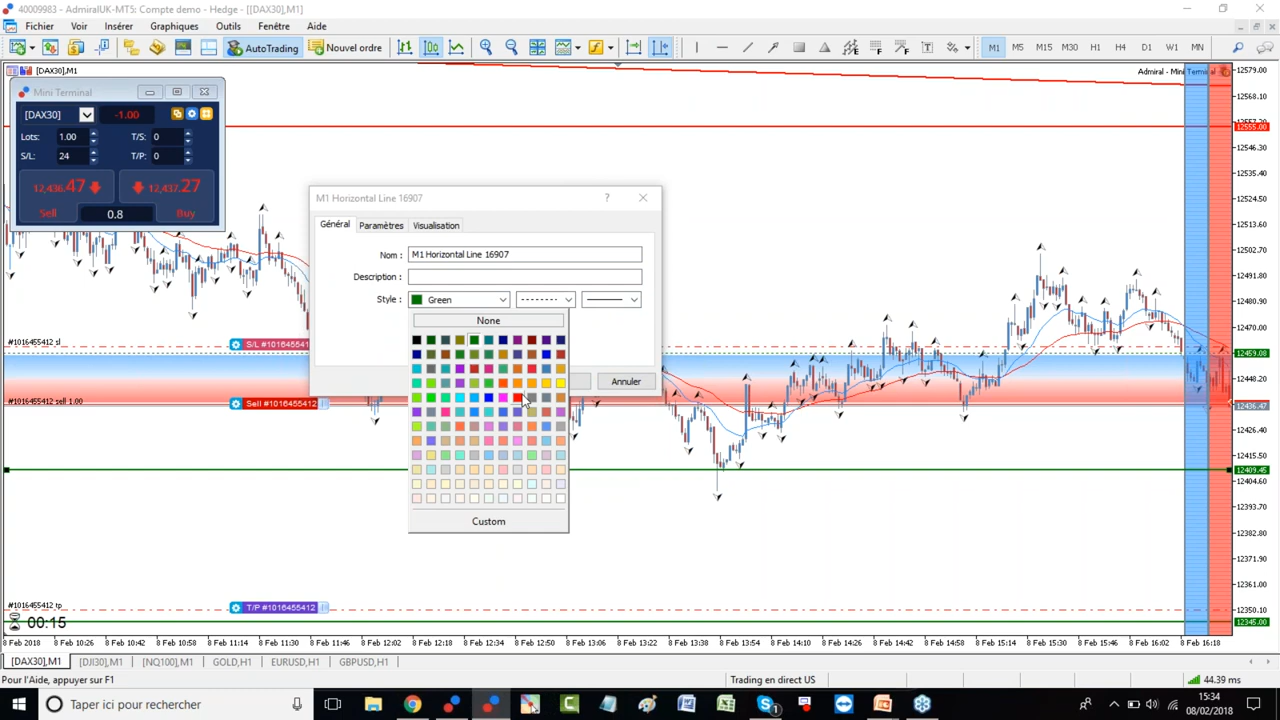 40009983 - AdmiralUK-MT5: Compte demo - Hedge - [[DAX30],M1]
Fichier Voir Insérer Graphiques Outils Fenêtre Aide
AutoTrading Nouvel ordre M1 M5 M15 M30 H1 H4 D1 W1 MN
[DAX30],M1
Admiral - Mini Termi
Mini Terminal
[DAX30] -1.00
Lots: 1.00 T/S: 0
S/L: 24 T/P: 0
12,436.47 12,437.27
Sell 0.8 Buy
M1 Horizontal Line 16907 ?
Général Paramètres Visualisation
Nom : M1 Horizontal Line 16907
Description :
Style : Green
None
Annuler
Custom
#1016455412 sl
S/L #1016455412
#1016455412 sell 1.00
Sell #1016455412
#1016455412 tp
T/P #1016455412
00:15
12579.00
12568.10
12555.00
12546.30
12535.40
12524.50
12513.60
12502.70
12491.80
12480.90
12470.00
12459.08
12448.20
12436.47
12426.40
12415.50
12409.45
12404.60
12393.70
12382.80
12361.00
12350.10
12345.00
8 Feb 2018 8 Feb 10:26 8 Feb 10:42 8 Feb 10:58 8 Feb 11:14 8 Feb 11:30 8 Feb 11:46 8 Feb 12:02 8 Feb 12:18 8 Feb 12:34 8 Feb 12:50 8 Feb 13:06 8 Feb 13:22 8 Feb 13:38 8 Feb 13:54 8 Feb 14:10 8 Feb 14:26 8 Feb 14:42 8 Feb 14:58 8 Feb 15:14 8 Feb 15:30 8 Feb 15:46 8 Feb 16:02 8 Feb 16:18
[DAX30],M1 [DJI30],M1 [NQ100],M1 GOLD,H1 EURUSD,H1 GBPUSD,H1
Pour l'Aide, appuyer sur F1 Trading en direct US 44.39 ms
Taper ici pour rechercher
15:34
08/02/2018